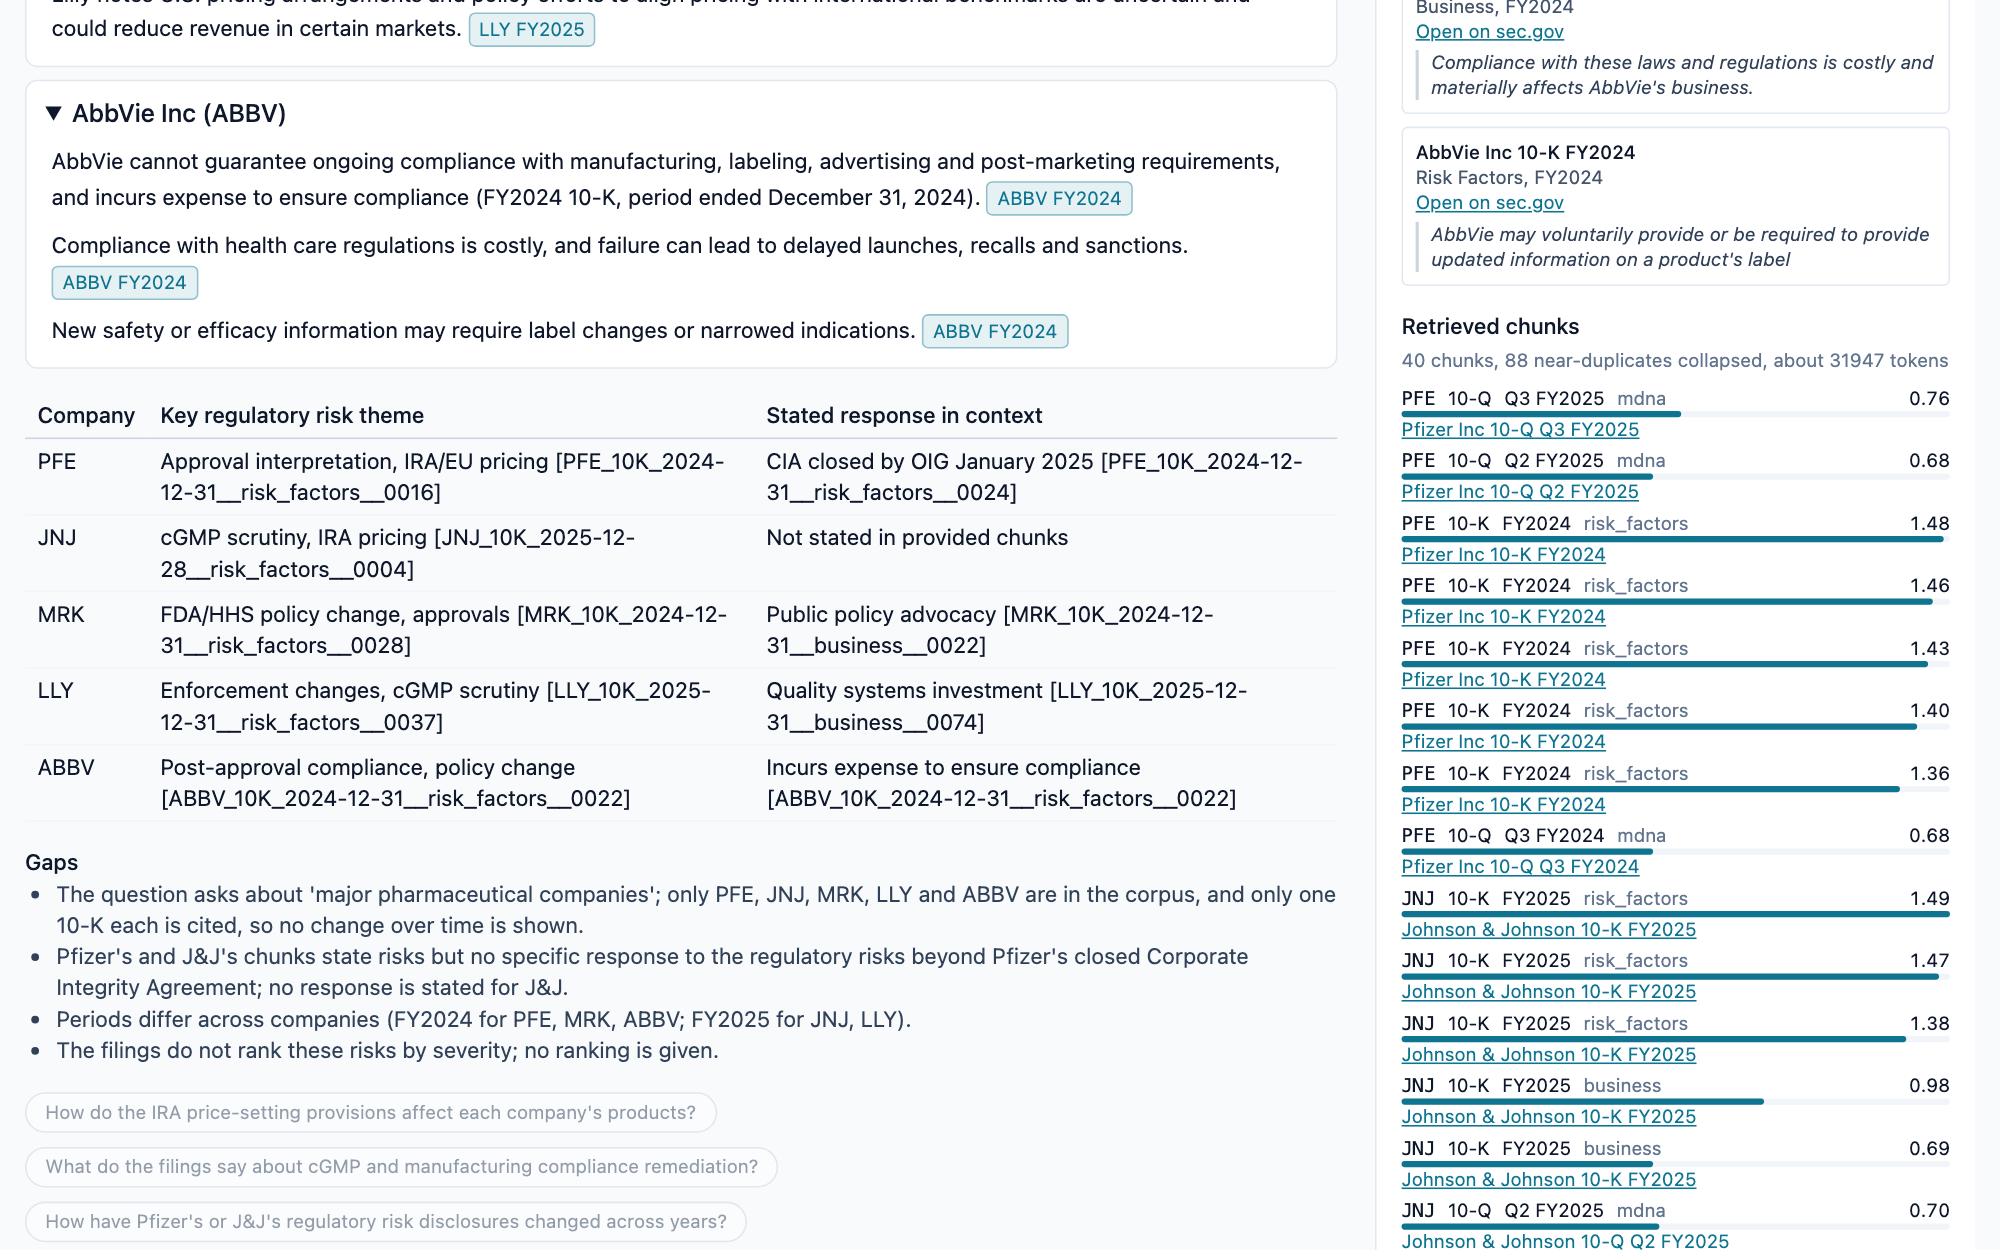 could reduce revenue in certain markets. LLY FY2025
▼ AbbVie Inc (ABBV)
AbbVie cannot guarantee ongoing compliance with manufacturing, labeling, advertising and post-marketing requirements,
and incurs expense to ensure compliance (FY2024 10-K, period ended December 31, 2024). ABBV FY2024
Compliance with health care regulations is costly, and failure can lead to delayed launches, recalls and sanctions.
ABBV FY2024
New safety or efficacy information may require label changes or narrowed indications. ABBV FY2024
Company Key regulatory risk theme Stated response in context
PFE Approval interpretation, IRA/EU pricing [PFE_10K_2024- CIA closed by OIG January 2025 [PFE_10K_2024-12-
12-31__risk_factors__0016] 31__risk_factors__0024]
JNJ cGMP scrutiny, IRA pricing [JNJ_10K_2025-12- Not stated in provided chunks
28__risk_factors__0004]
MRK FDA/HHS policy change, approvals [MRK_10K_2024-12- Public policy advocacy [MRK_10K_2024-12-
31__risk_factors__0028] 31__business__0022]
LLY Enforcement changes, cGMP scrutiny [LLY_10K_2025- Quality systems investment [LLY_10K_2025-12-
12-31__risk_factors__0037] 31__business__0074]
ABBV Post-approval compliance, policy change Incurs expense to ensure compliance
[ABBV_10K_2024-12-31__risk_factors__0022] [ABBV_10K_2024-12-31__risk_factors__0022]
Gaps
• The question asks about 'major pharmaceutical companies'; only PFE, JNJ, MRK, LLY and ABBV are in the corpus, and only one
10-K each is cited, so no change over time is shown.
• Pfizer's and J&J's chunks state risks but no specific response to the regulatory risks beyond Pfizer's closed Corporate
Integrity Agreement; no response is stated for J&J.
• Periods differ across companies (FY2024 for PFE, MRK, ABBV; FY2025 for JNJ, LLY).
• The filings do not rank these risks by severity; no ranking is given.
How do the IRA price-setting provisions affect each company's products?
What do the filings say about cGMP and manufacturing compliance remediation?
How have Pfizer's or J&J's regulatory risk disclosures changed across years?
Business, FY2024
Open on sec.gov
Compliance with these laws and regulations is costly and
materially affects AbbVie's business.
AbbVie Inc 10-K FY2024
Risk Factors, FY2024
Open on sec.gov
AbbVie may voluntarily provide or be required to provide
updated information on a product's label
Retrieved chunks
40 chunks, 88 near-duplicates collapsed, about 31947 tokens
PFE 10-Q Q3 FY2025 mdna 0.76
Pfizer Inc 10-Q Q3 FY2025
PFE 10-Q Q2 FY2025 mdna 0.68
Pfizer Inc 10-Q Q2 FY2025
PFE 10-K FY2024 risk_factors 1.48
Pfizer Inc 10-K FY2024
PFE 10-K FY2024 risk_factors 1.46
Pfizer Inc 10-K FY2024
PFE 10-K FY2024 risk_factors 1.43
Pfizer Inc 10-K FY2024
PFE 10-K FY2024 risk_factors 1.40
Pfizer Inc 10-K FY2024
PFE 10-K FY2024 risk_factors 1.36
Pfizer Inc 10-K FY2024
PFE 10-Q Q3 FY2024 mdna 0.68
Pfizer Inc 10-Q Q3 FY2024
JNJ 10-K FY2025 risk_factors 1.49
Johnson & Johnson 10-K FY2025
JNJ 10-K FY2025 risk_factors 1.47
Johnson & Johnson 10-K FY2025
JNJ 10-K FY2025 risk_factors 1.38
Johnson & Johnson 10-K FY2025
JNJ 10-K FY2025 business 0.98
Johnson & Johnson 10-K FY2025
JNJ 10-K FY2025 business 0.69
Johnson & Johnson 10-K FY2025
JNJ 10-Q Q2 FY2025 mdna 0.70
Johnson & Johnson 10-Q Q2 FY2025